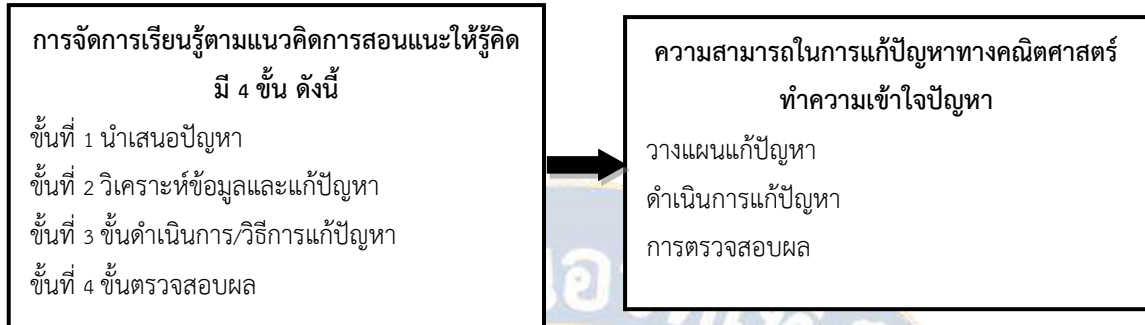 การจัดการเรียนรู้ตามแนวคิดการสอนแนะให้รู้คิด
มี 4 ขั้น ดังนี้
ขั้นที่ 1 นำเสนอปัญหา
ขั้นที่ 2 วิเคราะห์ข้อมูลและแก้ปัญหา
ขั้นที่ 3 ขั้นดำเนินการ/วิธีการแก้ปัญหา
ขั้นที่ 4 ขั้นตรวจสอบผล
ความสามารถในการแก้ปัญหาทางคณิตศาสตร์
ทำความเข้าใจปัญหา
วางแผนแก้ปัญหา
ดำเนินการแก้ปัญหา
การตรวจสอบผล